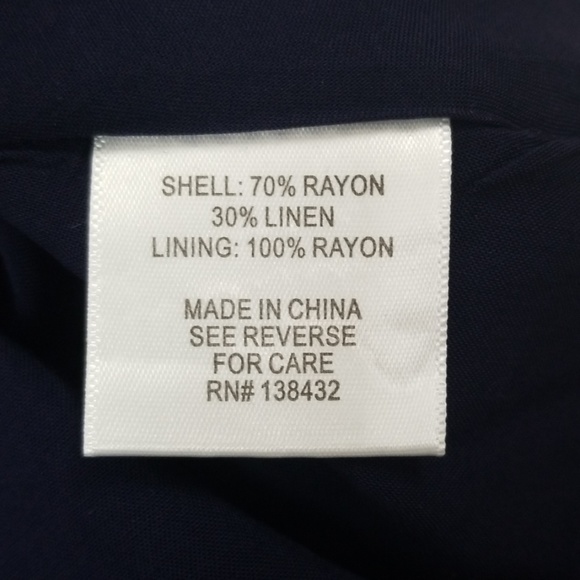 SHELL: 70% RAYON
30% LINEN
LINING: 100% RAYON
MADE IN CHINA
SEE REVERSE
FOR CARE
RN# 138432